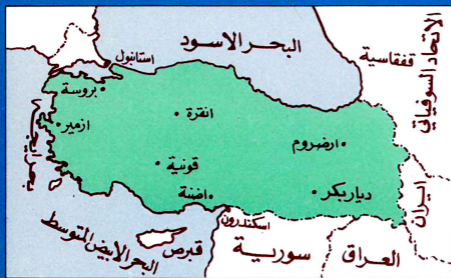 البحر الاسود
قفقاسية
الاتحاد السوفياتي
استانبول
بروسة
انقرة
ازمير
ارضروم
قونية
اضنة
ديار بكر
ايران
اسكندرون
قبرص
البحر الابيض المتوسط
سورية
العراق